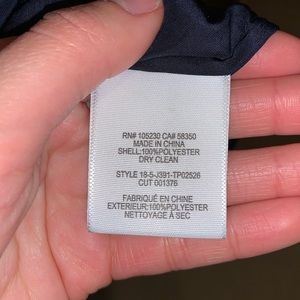 RN# 105230 CA# 58350
MADE IN CHINA
SHELL:100%POLYESTER
DRY CLEAN
STYLE 18-5-J391-TP02526
CUT 001376
FABRIQUÉ EN CHINE
EXTERIEUR:100%POLYESTER
NETTOYAGE À SEC